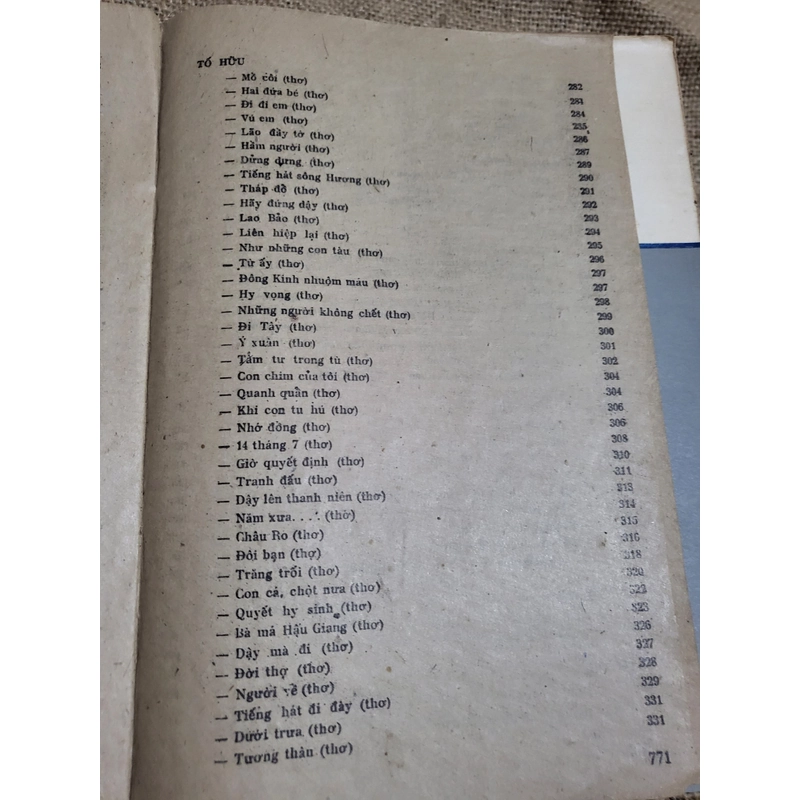 TỐ HỮU 282
— Mồ côi (thơ) 281
— Hai đứa bé (thơ) 284
— Đi đi em (thơ) 285
— Vú em (thơ) 286
— Lão đầy tớ (thơ) 287
— Hầm người (thơ) 289
— Dửng dưng (thơ) 290
— Tiếng hát sông Hương (thơ) 291
— Tháp đồ (thơ) 292
— Hãy đứng dậy (thơ) 293
— Lao Bảo (thơ) 294
— Liên hiệp lại (thơ) 295
— Như những con tàu (thơ) 296
— Từ ấy (thơ) 297
— Đông Kinh nhuộm máu (thơ) 297
— Hy vọng (thơ) 298
— Những người không chết (thơ) 299
— Đi Tây (thơ) 300
— Ý xuân (thơ) 301
— Tâm tư trong tù (thơ) 302
— Con chim của tôi (thơ) 304
— Quanh quẩn (thơ) 304
— Khi con tu hú (thơ) 306
— Nhớ đồng (thơ) 306
— 14 tháng 7 (thơ) 308
— Giờ quyết định (thơ) 310
— Tranh đấu (thơ) 311
— Dậy lên thanh niên (thơ) 313
— Năm xưa... (thơ) 314
— Châu Ro (thơ) 315
— Đôi bạn (thơ) 316
— Trăng trối (thơ) 318
— Con cá, chột nưa (thơ) 320
— Quyết hy sinh (thơ) 322
— Bà má Hậu Giang (thơ) 323
— Dậy mà đi (thơ) 326
— Đời thợ (thơ) 327
— Người về (thơ) 328
— Tiếng hát đi đày (thơ) 329
— Dưới trưa (thơ) 331
— Tương thân (thơ) 331
771